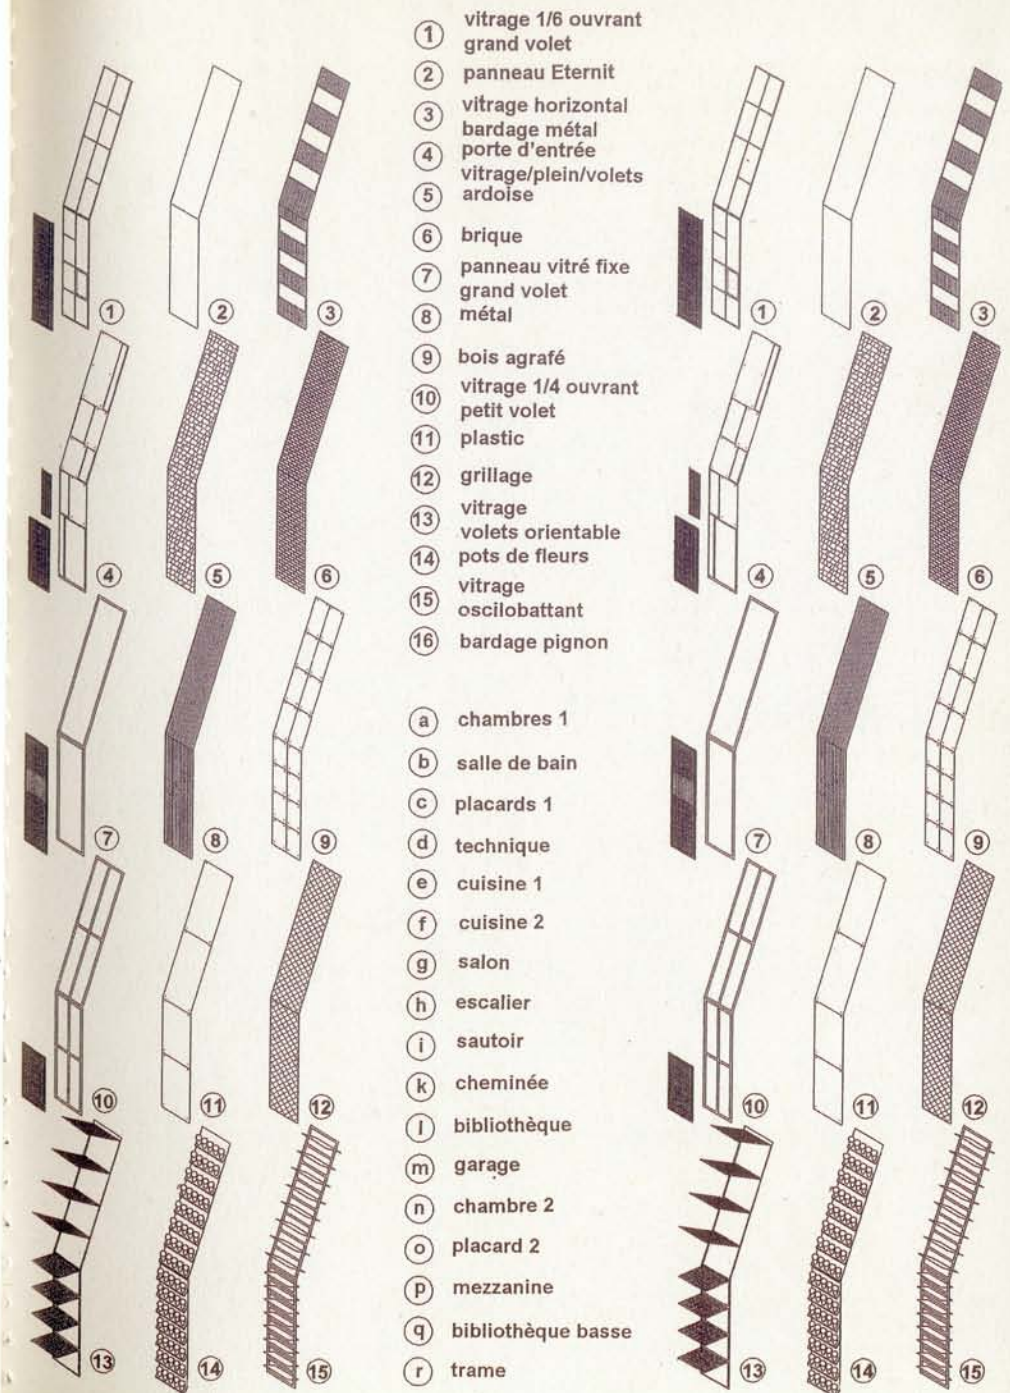 1 vitrage 1/6 ouvrant
grand volet
2 panneau Eternit
3 vitrage horizontal
bardage métal
4 porte d'entrée
vitrage/plein/volets
5 ardoise
6 brique
7 panneau vitré fixe
grand volet
8 métal
9 bois agrafé
10 vitrage 1/4 ouvrant
petit volet
11 plastic
12 grillage
13 vitrage
volets orientable
14 pots de fleurs
15 vitrage
oscilobattant
16 bardage pignon
a chambres 1
b salle de bain
c placards 1
d technique
e cuisine 1
f cuisine 2
g salon
h escalier
i sautoir
k cheminée
l bibliothèque
m garage
n chambre 2
o placard 2
p mezzanine
q bibliothèque basse
r trame
1 2 3
4 5 6
7 8 9
10 11 12
13 14 15
1 2 3
4 5 6
7 8 9
10 11 12
13 14 15